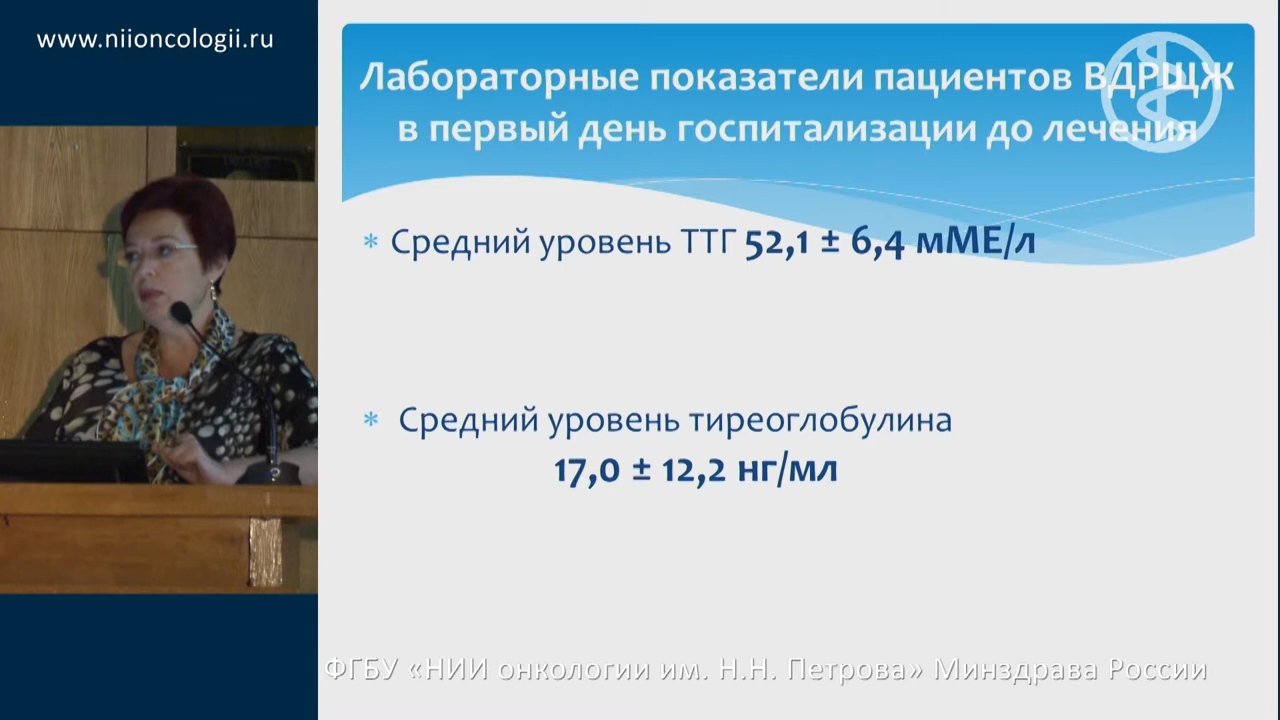 www.niioncologii.ru
Лабораторные показатели пациентов ВДРЩЖ
в первый день госпитализации до лечения
* Средний уровень ТТГ 52,1 ± 6,4 мМЕ/л
* Средний уровень тиреоглобулина
17,0 ± 12,2 нг/мл
ФГБУ «НИИ онкологии им. Н.Н. Петрова» Минздрава России